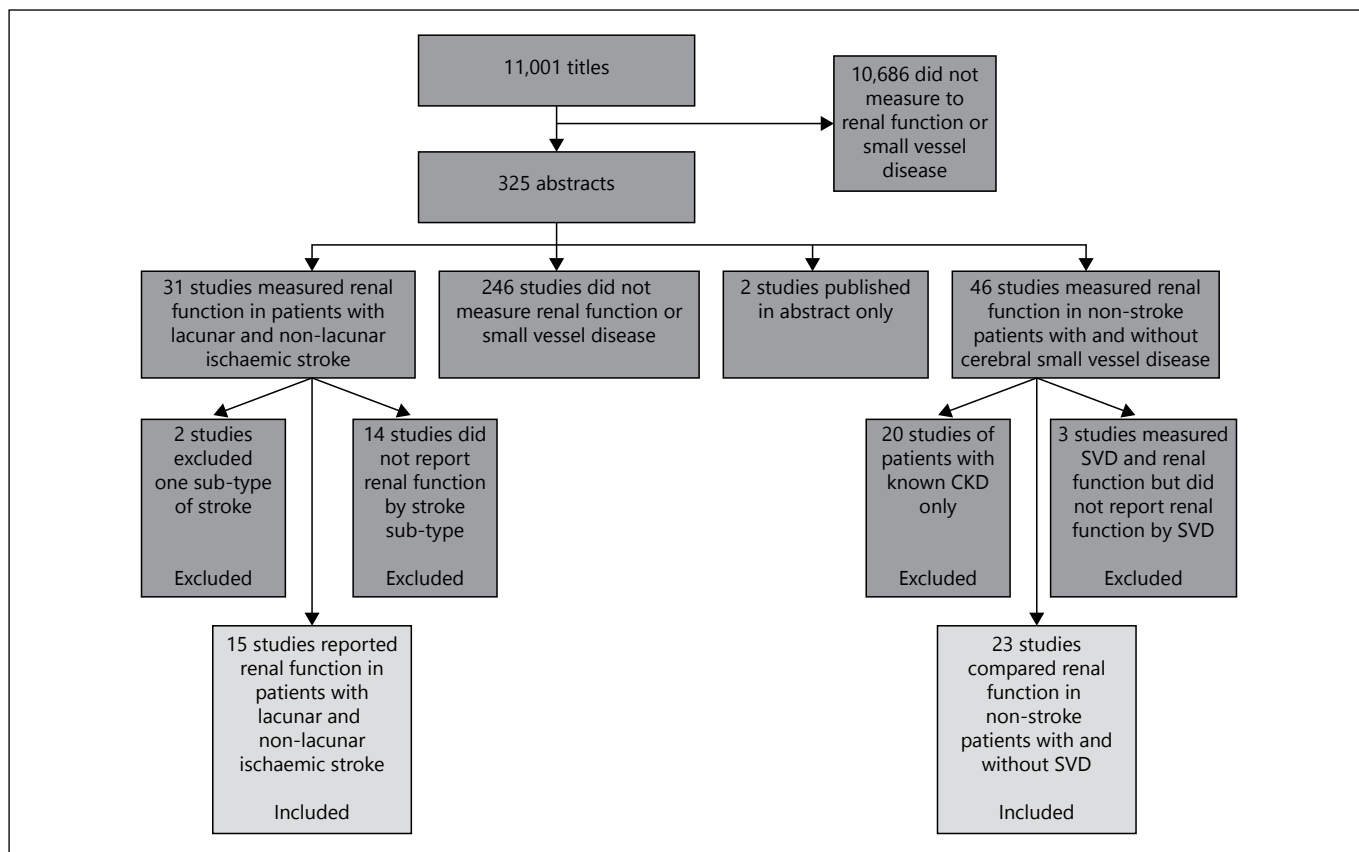 11,001 titles
10,686 did not
measure to
renal function or
small vessel
disease
325 abstracts
31 studies measured renal
function in patients with
lacunar and non-lacunar
ischaemic stroke
246 studies did not
measure renal function or
small vessel disease
2 studies published
in abstract only
46 studies measured renal
function in non-stroke
patients with and without
cerebral small vessel disease
2 studies
excluded
one sub-type
of stroke
Excluded
14 studies did
not report
renal function
by stroke
sub-type
Excluded
20 studies of
patients with
known CKD
only
Excluded
3 studies measured
SVD and renal
function but did
not report renal
function by SVD
Excluded
15 studies reported
renal function in
patients with
lacunar and
non-lacunar
ischaemic stroke
Included
23 studies
compared renal
function in
non-stroke
patients with and
without SVD
Included